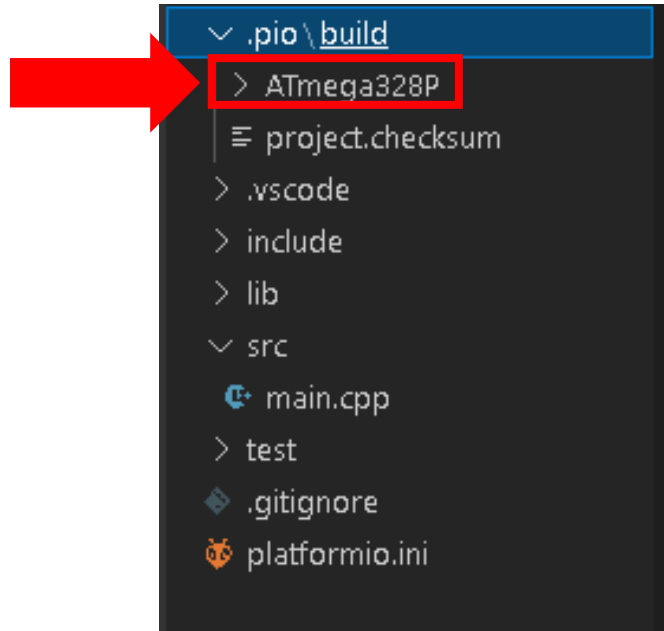 .pio \ build
ATmega328P
project.checksum
.vscode
include
lib
src
main.cpp
test
.gitignore
platformio.ini